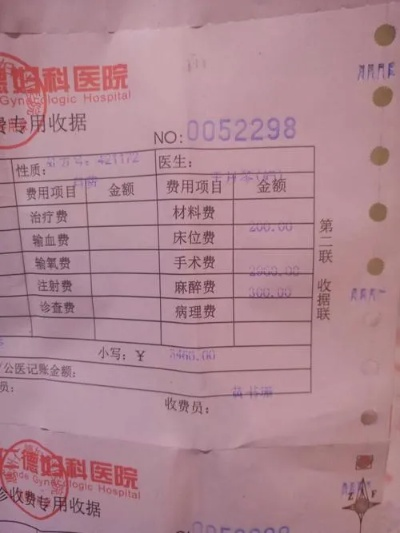 德妇科医院
Gynecologic Hospital
费专用收据
NO: 0052298
性质: 421172 医生:
费用项目 金额 费用项目 金额
治疗费 材料费
输血费 床位费 200.00
输氧费 手术费 2960.00
注射费 麻醉费 300.00
诊查费 病理费
小写: ¥ 3460.00
公医记账金额:
员: 收费员:
第二联 收据联
德妇科医院
Gynecologic Hospital
诊收费专用收据
0052298